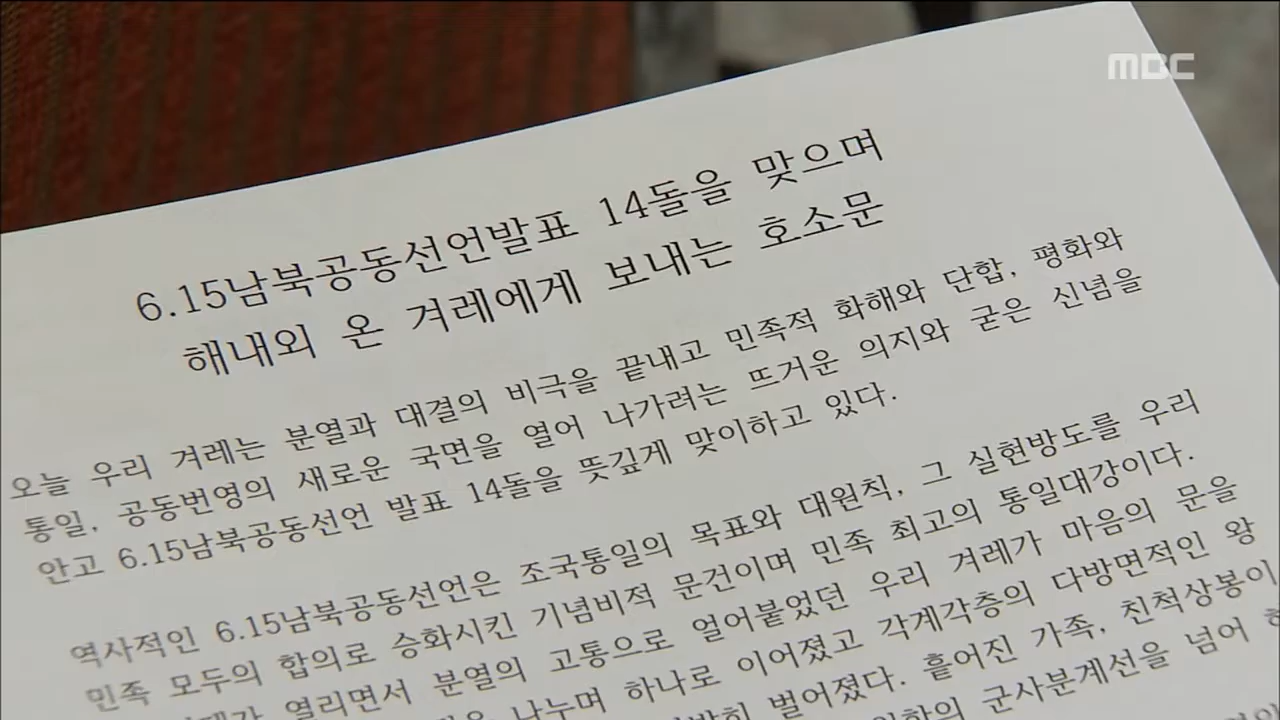 MBC
6.15남북공동선언발표 14돌을 맞으며
해내외 온 겨레에게 보내는 호소문
오늘 우리 겨레는 분열과 대결의 비극을 끝내고 민족적 화해와 단합, 평화와
통일, 공동번영의 새로운 국면을 열어 나가려는 뜨거운 의지와 굳은 신념을
안고 6.15남북공동선언 발표 14돌을 뜻깊게 맞이하고 있다.
역사적인 6.15남북공동선언은 조국통일의 목표와 대원칙, 그 실현방도를 우리
민족 모두의 합의로 승화시킨 기념비적 문건이며 민족 최고의 통일대강이다.
열리면서 분열의 고통으로 얼어붙었던 우리 겨레가 마음의 문을
나누며 하나로 이어졌고 각계각층의 다방면적인 왕
벌어졌다. 흩어진 가족, 친척상봉이
군사분계선을 넘어